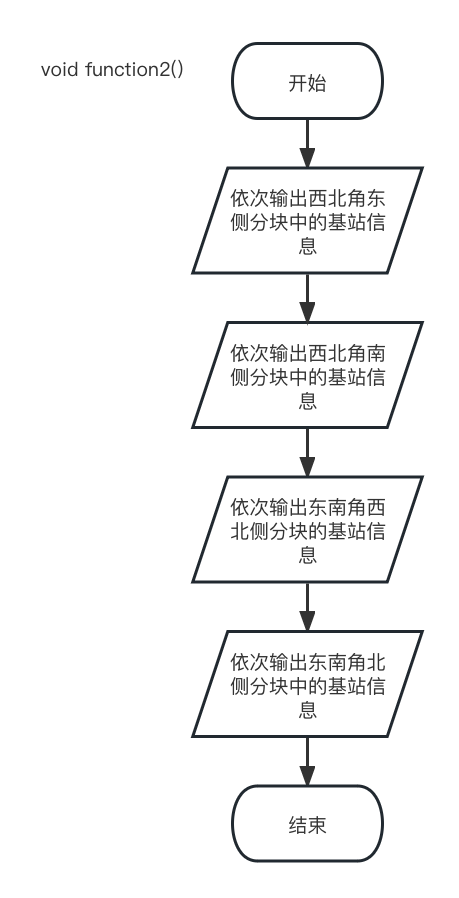 void function2()
开始
依次输出西北角东
侧分块中的基站信
息
依次输出西北角南
侧分块中的基站信
息
依次输出东南角西
北侧分块的基站信
息
依次输出东南角北
侧分块中的基站信
息
结束